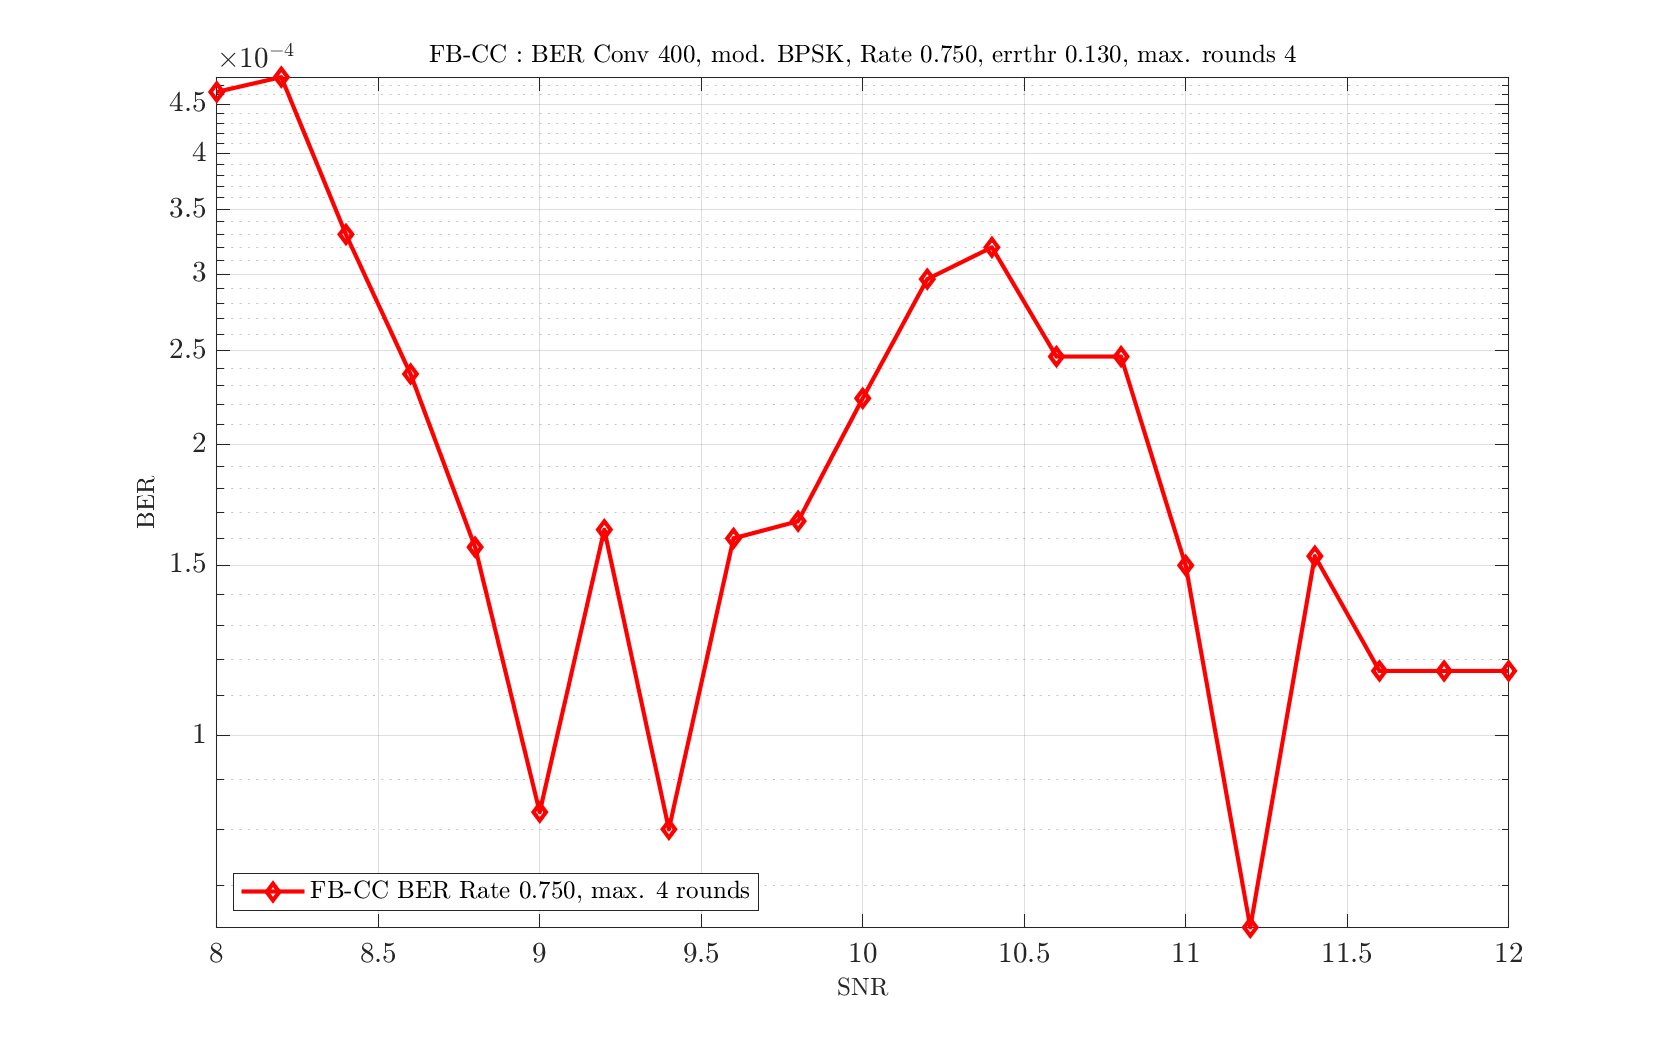 ×10⁻⁴
FB-CC : BER Conv 400, mod. BPSK, Rate 0.750, errthr 0.130, max. rounds 4
4.5
4
3.5
3
2.5
2
1.5
1
BER
FB-CC BER Rate 0.750, max. 4 rounds
8 8.5 9 9.5 10 10.5 11 11.5 12
SNR